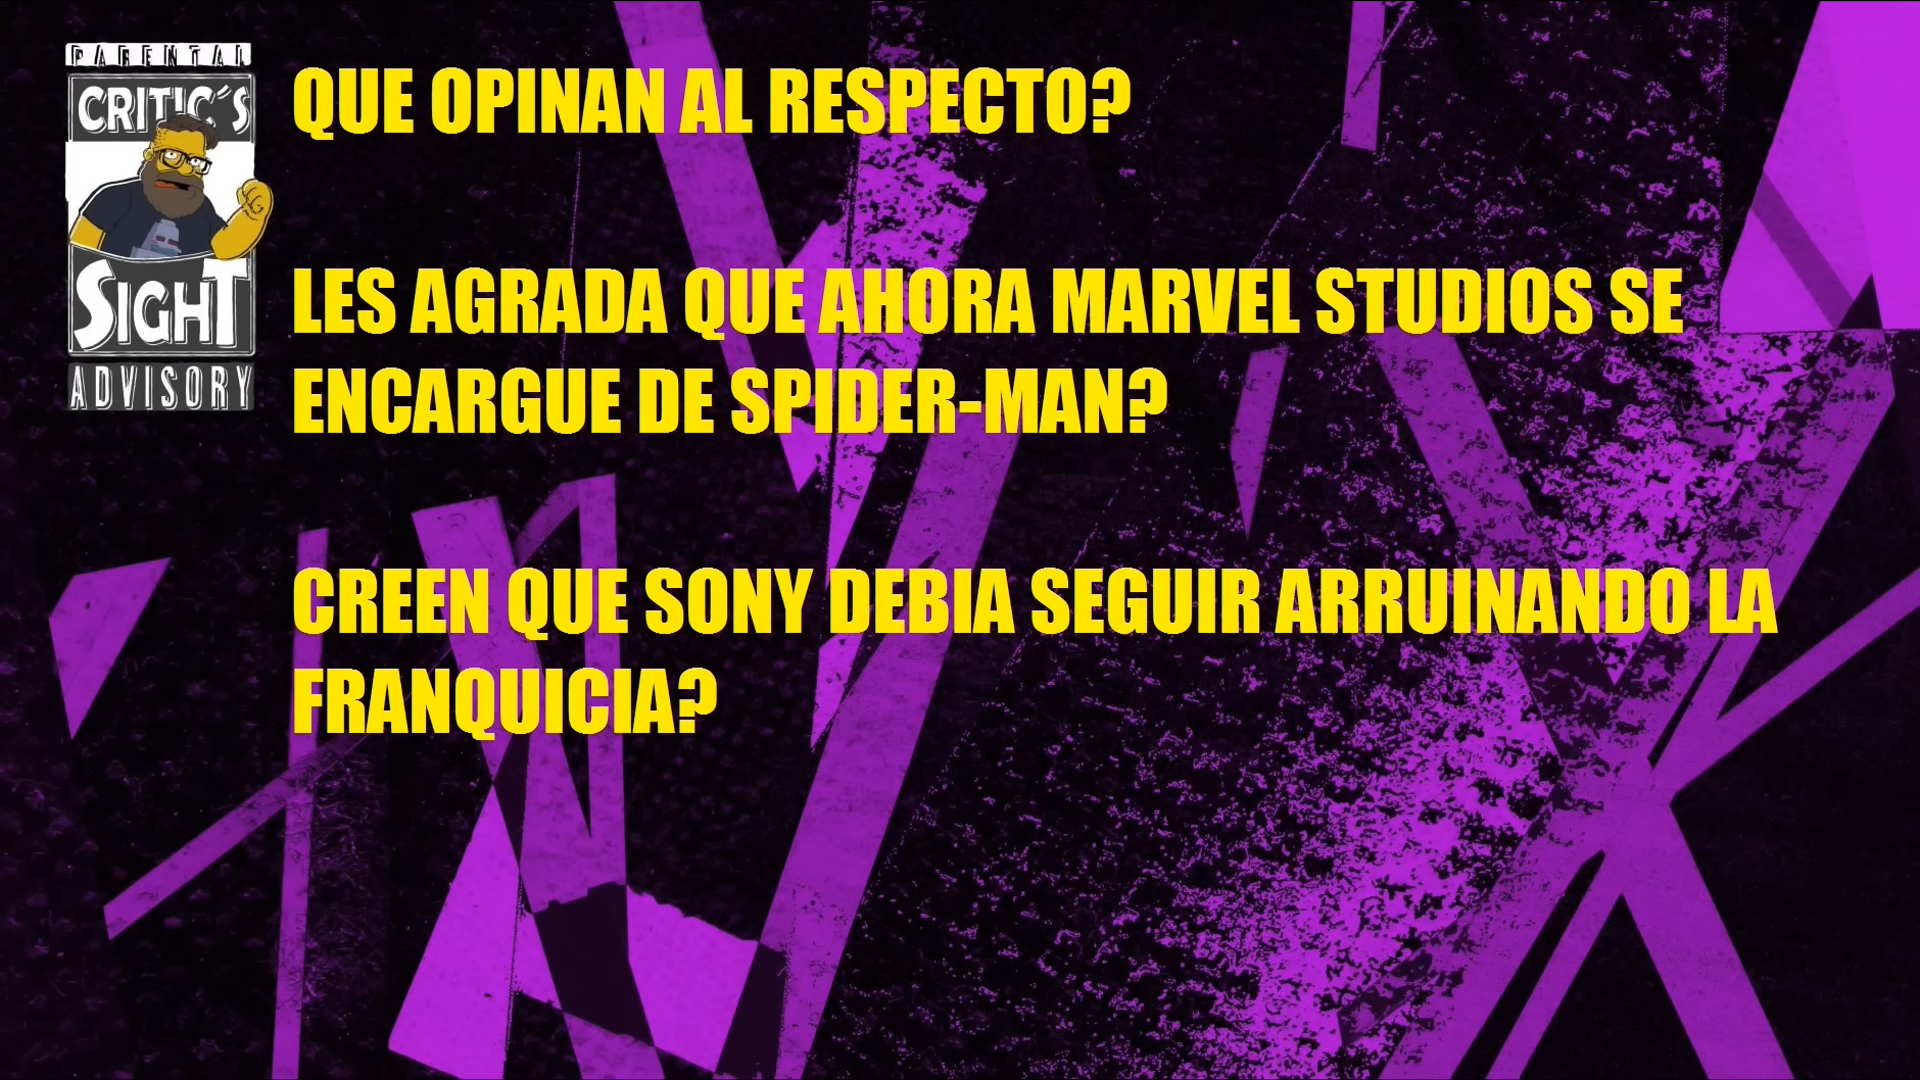 PARENTAL
CRITIC´S
SIGHT
ADVISORY
QUE OPINAN AL RESPECTO?
LES AGRADA QUE AHORA MARVEL STUDIOS SE
ENCARGUE DE SPIDER-MAN?
CREEN QUE SONY DEBIA SEGUIR ARRUINANDO LA
FRANQUICIA?